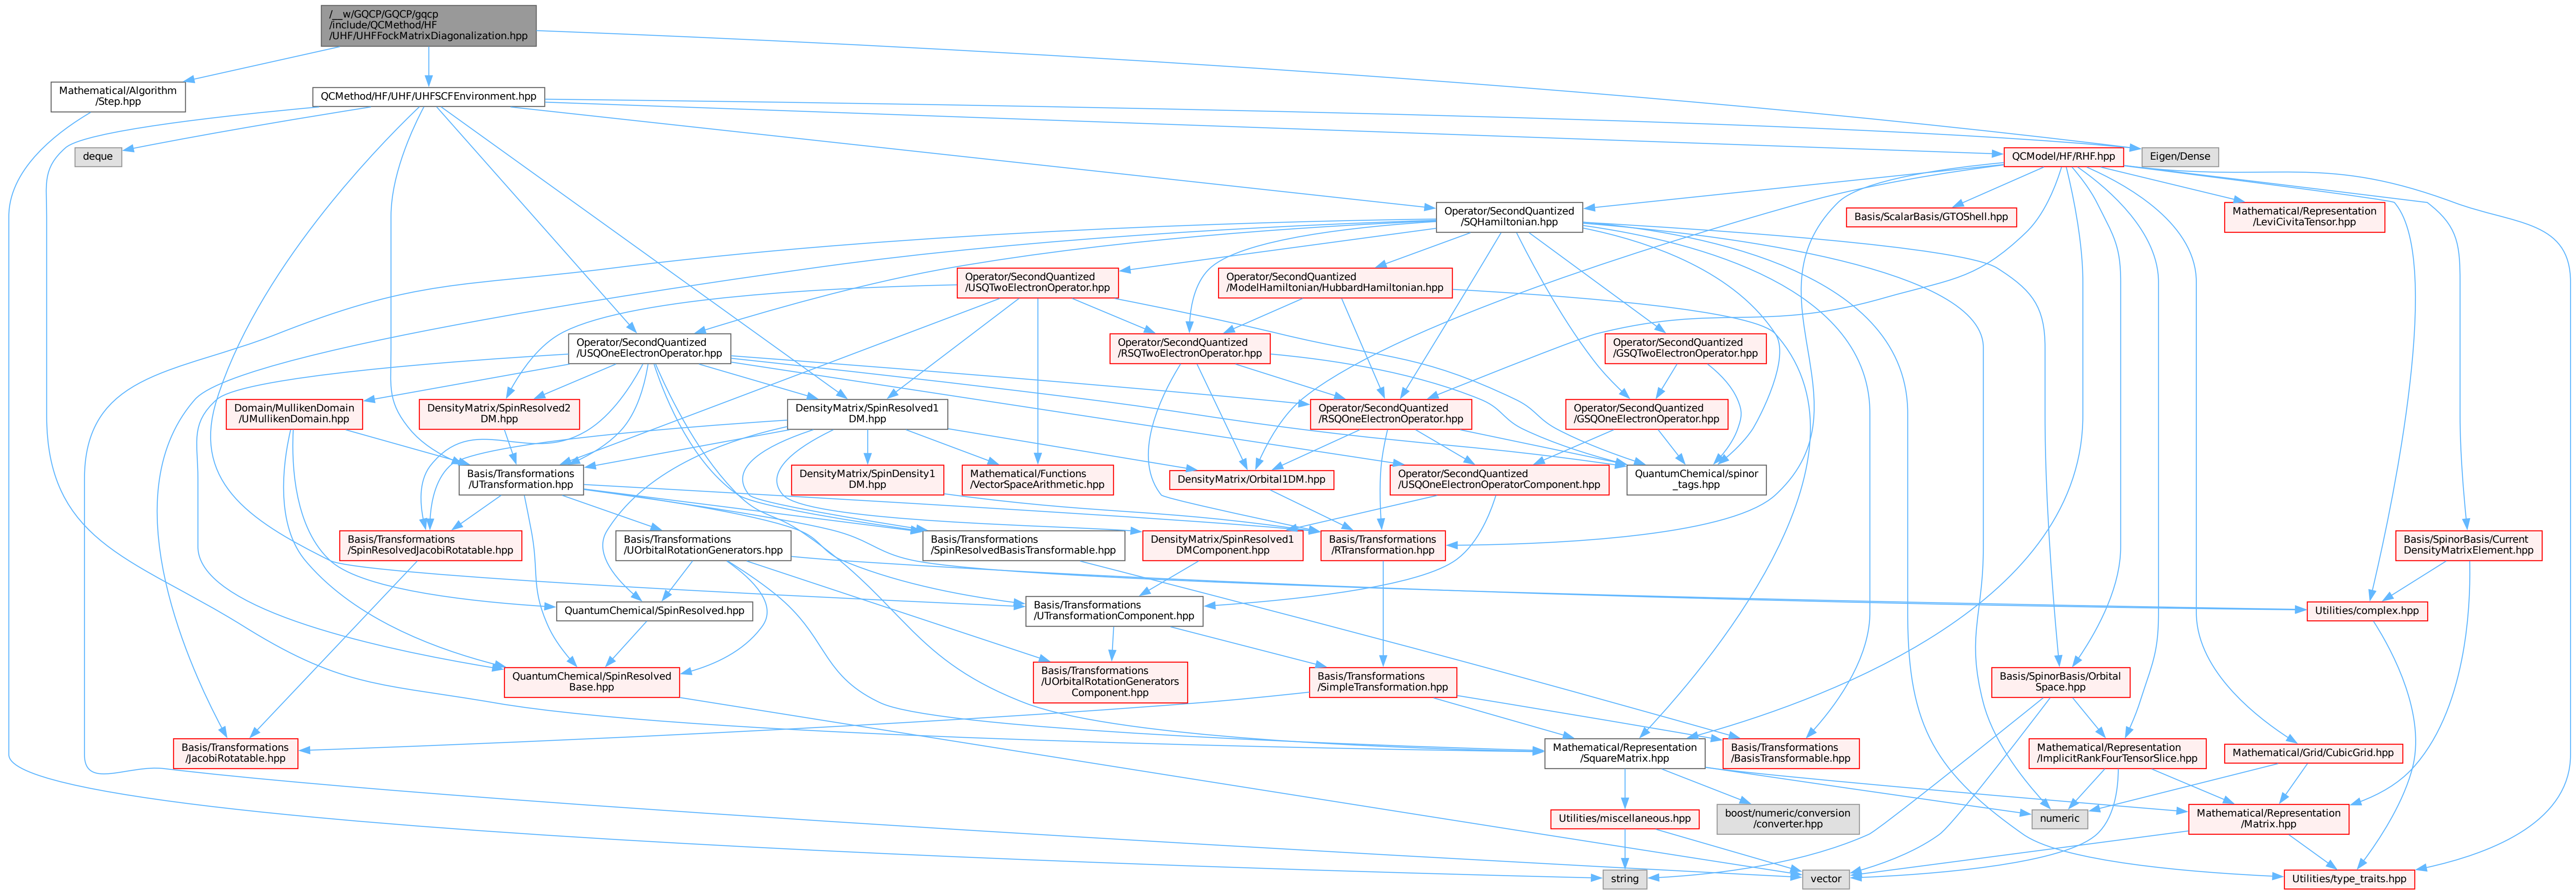 /__w/GQCP/GQCP/gqcp
/include/QCMethod/HF
/UHF/UHFFockMatrixDiagonalization.hpp
Mathematical/Algorithm
/Step.hpp
QCMethod/HF/UHF/UHFSCFEnvironment.hpp
deque
QCModel/HF/RHF.hpp
Eigen/Dense
Operator/SecondQuantized
/SQHamiltonian.hpp
Basis/ScalarBasis/GTOShell.hpp
Mathematical/Representation
/LeviCivitaTensor.hpp
Operator/SecondQuantized
/USQTwoElectronOperator.hpp
Operator/SecondQuantized
/ModelHamiltonian/HubbardHamiltonian.hpp
Operator/SecondQuantized
/USQOneElectronOperator.hpp
Operator/SecondQuantized
/RSQTwoElectronOperator.hpp
Operator/SecondQuantized
/GSQTwoElectronOperator.hpp
Domain/MullikenDomain
/UMullikenDomain.hpp
DensityMatrix/SpinResolved2
DM.hpp
DensityMatrix/SpinResolved1
DM.hpp
Operator/SecondQuantized
/RSQOneElectronOperator.hpp
Operator/SecondQuantized
/GSQOneElectronOperator.hpp
Basis/Transformations
/UTransformation.hpp
DensityMatrix/SpinDensity1
DM.hpp
Mathematical/Functions
/VectorSpaceArithmetic.hpp
DensityMatrix/Orbital1DM.hpp
Operator/SecondQuantized
/USQOneElectronOperatorComponent.hpp
QuantumChemical/spinor
_tags.hpp
Basis/Transformations
/SpinResolvedJacobiRotatable.hpp
Basis/Transformations
/UOrbitalRotationGenerators.hpp
Basis/Transformations
/SpinResolvedBasisTransformable.hpp
DensityMatrix/SpinResolved1
DMComponent.hpp
Basis/Transformations
/RTransformation.hpp
Basis/SpinorBasis/Current
DensityMatrixElement.hpp
QuantumChemical/SpinResolved.hpp
Basis/Transformations
/UTransformationComponent.hpp
Utilities/complex.hpp
QuantumChemical/SpinResolved
Base.hpp
Basis/Transformations
/UOrbitalRotationGenerators
Component.hpp
Basis/Transformations
/SimpleTransformation.hpp
Basis/SpinorBasis/Orbital
Space.hpp
Basis/Transformations
/JacobiRotatable.hpp
Mathematical/Representation
/SquareMatrix.hpp
Basis/Transformations
/BasisTransformable.hpp
Mathematical/Representation
/ImplicitRankFourTensorSlice.hpp
Mathematical/Grid/CubicGrid.hpp
Utilities/miscellaneous.hpp
boost/numeric/conversion
/converter.hpp
numeric
Mathematical/Representation
/Matrix.hpp
string
vector
Utilities/type_traits.hpp